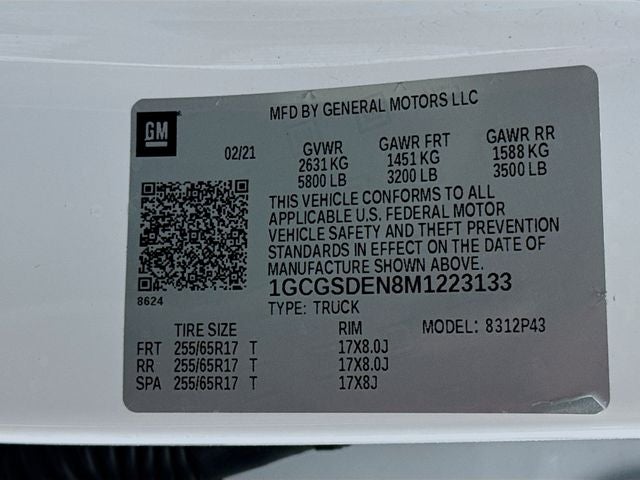 MFD BY GENERAL MOTORS LLC
GM
02/21
GVWR GAWR FRT GAWR RR
2631 KG 1451 KG 1588 KG
5800 LB 3200 LB 3500 LB
THIS VEHICLE CONFORMS TO ALL
APPLICABLE U.S. FEDERAL MOTOR
VEHICLE SAFETY AND THEFT PREVENTION
STANDARDS IN EFFECT ON THE DATE OF
MANUFACTURE SHOWN ABOVE.
8624
1GCGSDEN8M1223133
TYPE: TRUCK
TIRE SIZE RIM MODEL: 8312P43
FRT 255/65R17 T 17X8.0J
RR 255/65R17 T 17X8.0J
SPA 255/65R17 T 17X8J